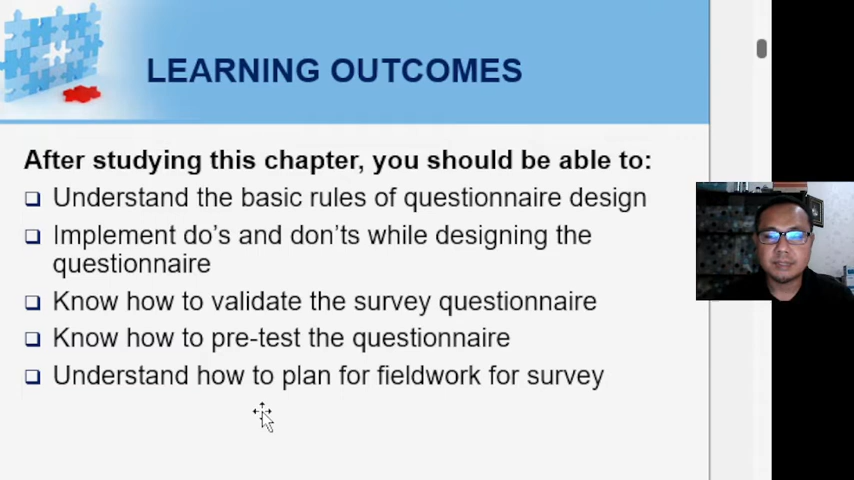 LEARNING OUTCOMES
After studying this chapter, you should be able to:
Understand the basic rules of questionnaire design
Implement do's and don'ts while designing the
questionnaire
Know how to validate the survey questionnaire
Know how to pre-test the questionnaire
Understand how to plan for fieldwork for survey